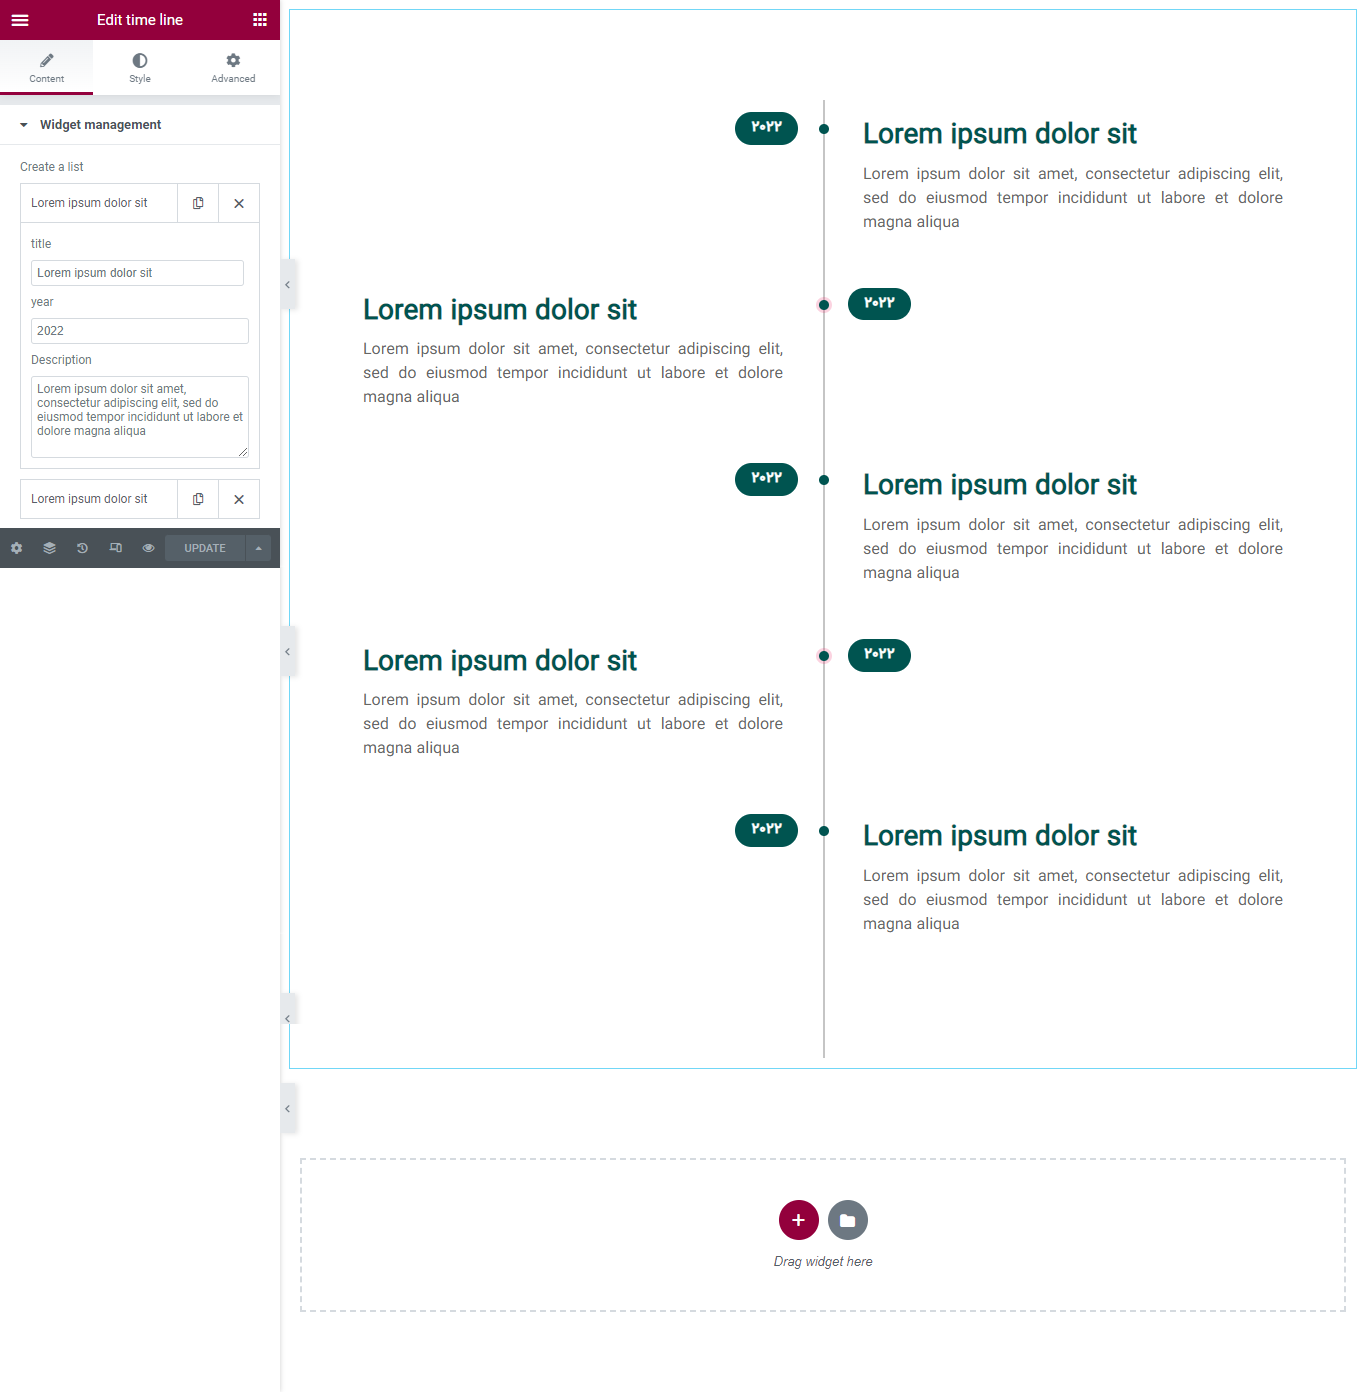 Edit time line
Content
Style
Advanced
Widget management
Create a list
Lorem ipsum dolor sit
title
Lorem ipsum dolor sit
year
2022
Description
Lorem ipsum dolor sit amet,
consectetur adipiscing elit, sed do
eiusmod tempor incididunt ut labore et
dolore magna aliqua
Lorem ipsum dolor sit
UPDATE
۲۰۲۲
Lorem ipsum dolor sit
Lorem ipsum dolor sit amet, consectetur adipiscing elit,
sed do eiusmod tempor incididunt ut labore et dolore
magna aliqua
۲۰۲۲
Lorem ipsum dolor sit
Lorem ipsum dolor sit amet, consectetur adipiscing elit,
sed do eiusmod tempor incididunt ut labore et dolore
magna aliqua
۲۰۲۲
Lorem ipsum dolor sit
Lorem ipsum dolor sit amet, consectetur adipiscing elit,
sed do eiusmod tempor incididunt ut labore et dolore
magna aliqua
۲۰۲۲
Lorem ipsum dolor sit
Lorem ipsum dolor sit amet, consectetur adipiscing elit,
sed do eiusmod tempor incididunt ut labore et dolore
magna aliqua
۲۰۲۲
Lorem ipsum dolor sit
Lorem ipsum dolor sit amet, consectetur adipiscing elit,
sed do eiusmod tempor incididunt ut labore et dolore
magna aliqua
Drag widget here